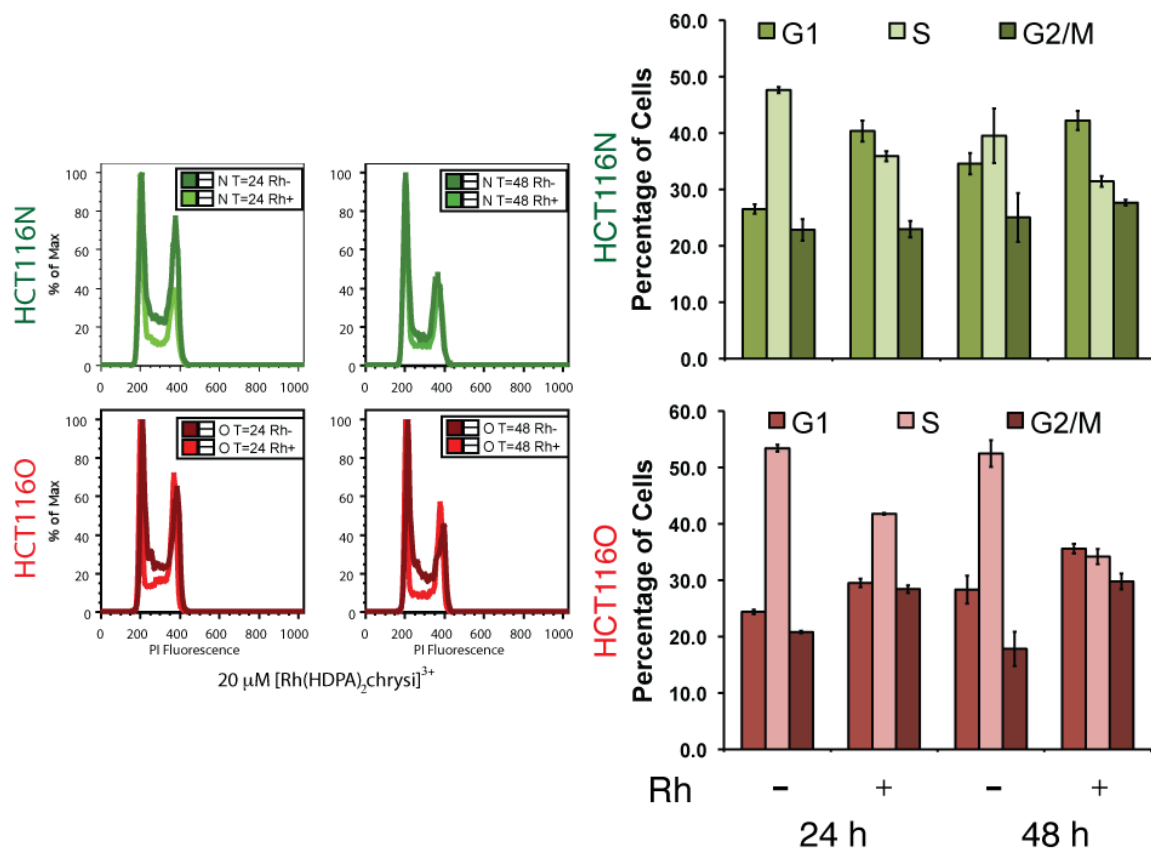 HCT116N
% of Max
100
80
60
40
20
0
N T=24 Rh-
N T=24 Rh+
0 200 400 600 800 1000
100
80
60
40
20
0
N T=48 Rh-
N T=48 Rh+
0 200 400 600 800 1000
HCT116O
% of Max
100
80
60
40
20
0
O T=24 Rh-
O T=24 Rh+
0 200 400 600 800 1000
PI Fluorescence
100
80
60
40
20
0
O T=48 Rh-
O T=48 Rh+
0 200 400 600 800 1000
PI Fluorescence
20 μM [Rh(HDPA)₂chrysi]³⁺
HCT116N
Percentage of Cells
60.0
50.0
40.0
30.0
20.0
10.0
0.0
G1 S G2/M
HCT116O
Percentage of Cells
60.0
50.0
40.0
30.0
20.0
10.0
0.0
G1 S G2/M
Rh - + - +
24 h 48 h